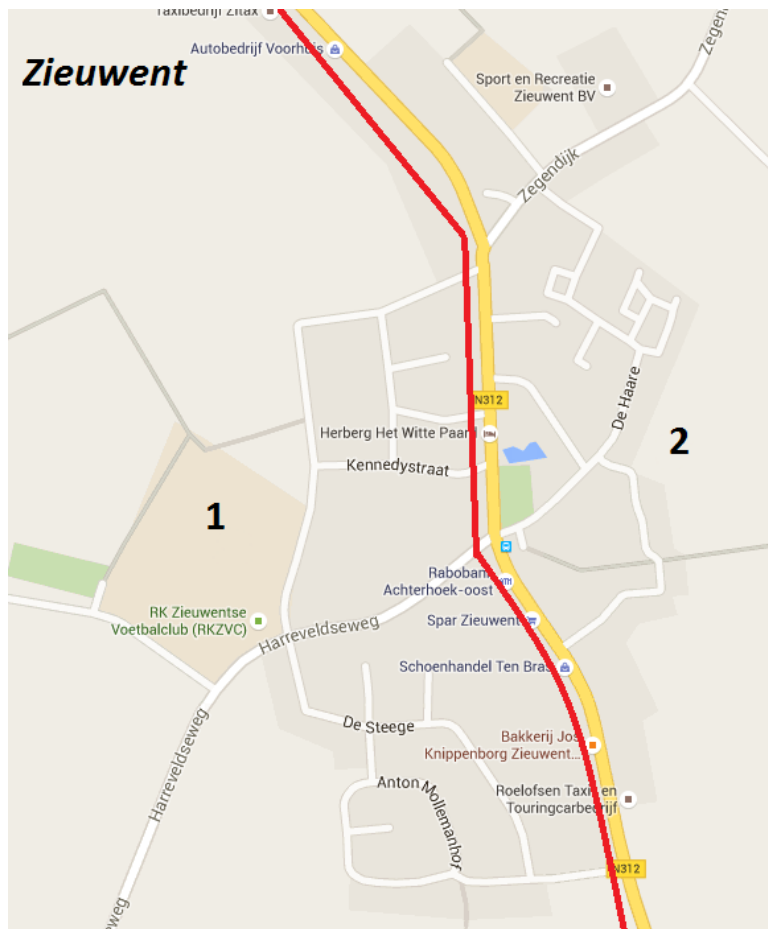 Taxibedrijf Zitax
Autobedrijf Voorhuis
Zieuwent
Sport en Recreatie
Zieuwent BV
Zegendijk
Zegen
N312
De Haare
Herberg Het Witte Paard
Kennedystraat
2
1
Rabobank
Achterhoek-oost
RK Zieuwentse
Voetbalclub (RKZVC)
Spar Zieuwent
Harreveldseweg
Schoenhandel Ten Bras
De Steege
Bakkerij Jos
Knippenborg Zieuwent...
Harreveldseweg
Anton Mollemanhof
Roelofsen Taxi en
Touringcarbedrijf
N312
seweg